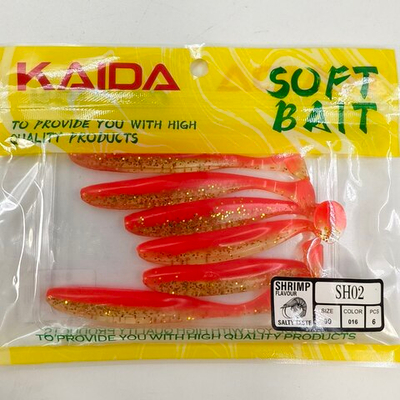 KAIDA
SOFT
BAIT
TO PROVIDE YOU WITH HIGH
QUALITY PRODUCTS
SHRIMP
FLAVOUR
SALTY TASTE
SH02
SIZE
COLOR
PCS
90
016
6
TO PROVIDE YOU WITH HIGH QUALITY PRODUCTS